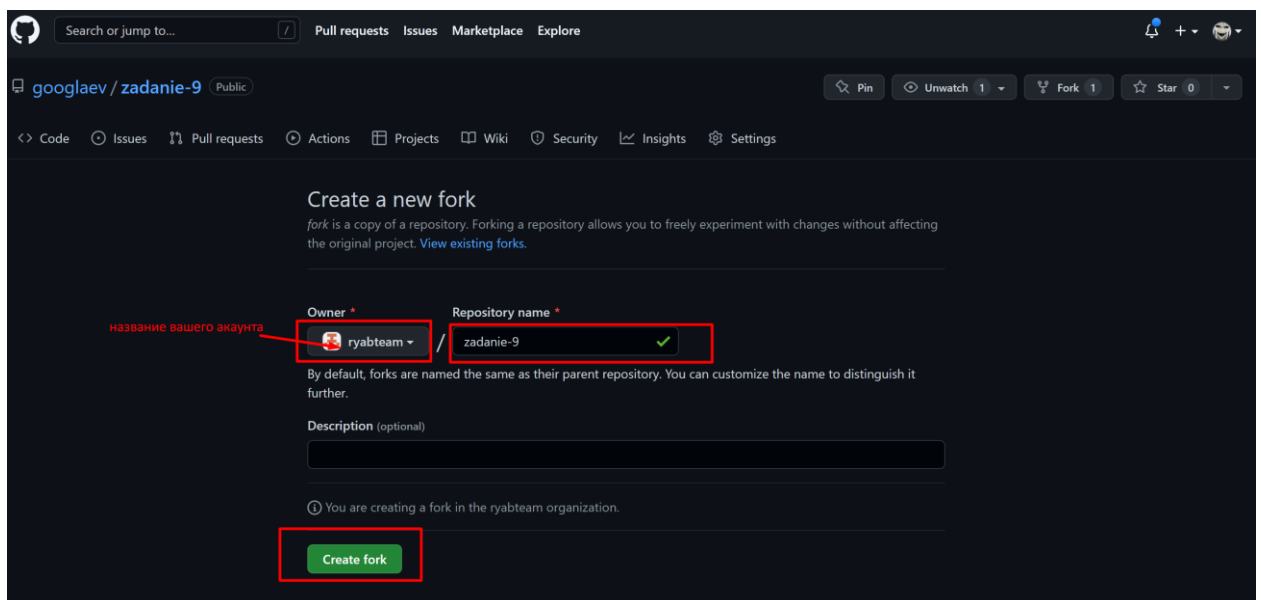 Search or jump to... / Pull requests Issues Marketplace Explore
googlaev / zadanie-9 Public Pin Unwatch 1 Fork 1 Star 0
Code Issues Pull requests Actions Projects Wiki Security Insights Settings
Create a new fork
fork is a copy of a repository. Forking a repository allows you to freely experiment with changes without affecting
the original project. View existing forks.
Owner * Repository name *
название вашего акаунта
ryabteam / zadanie-9
By default, forks are named the same as their parent repository. You can customize the name to distinguish it
further.
Description (optional)
You are creating a fork in the ryabteam organization.
Create fork